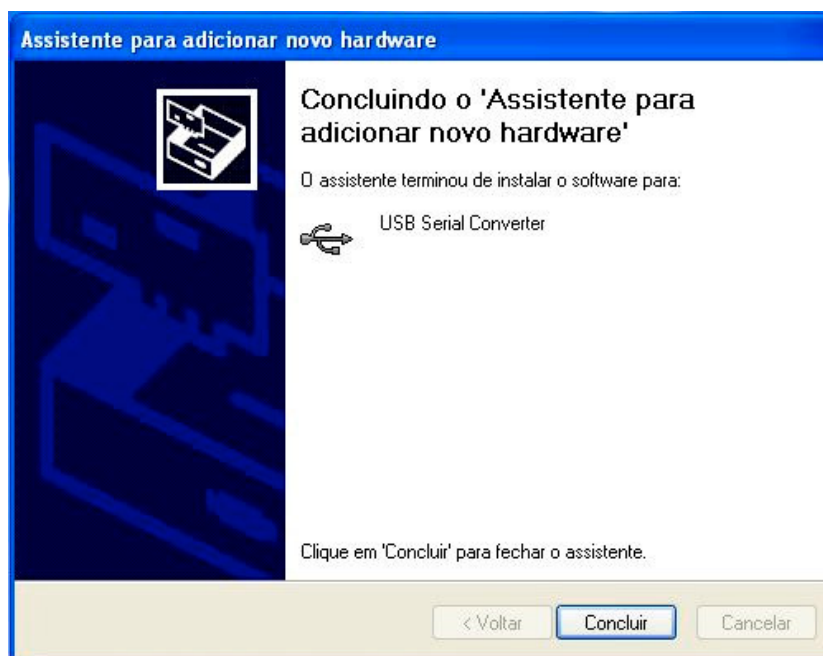 Assistente para adicionar novo hardware
Concluindo o 'Assistente para
adicionar novo hardware'
O assistente terminou de instalar o software para:
USB Serial Converter
Clique em 'Concluir' para fechar o assistente.
< Voltar
Concluir
Cancelar